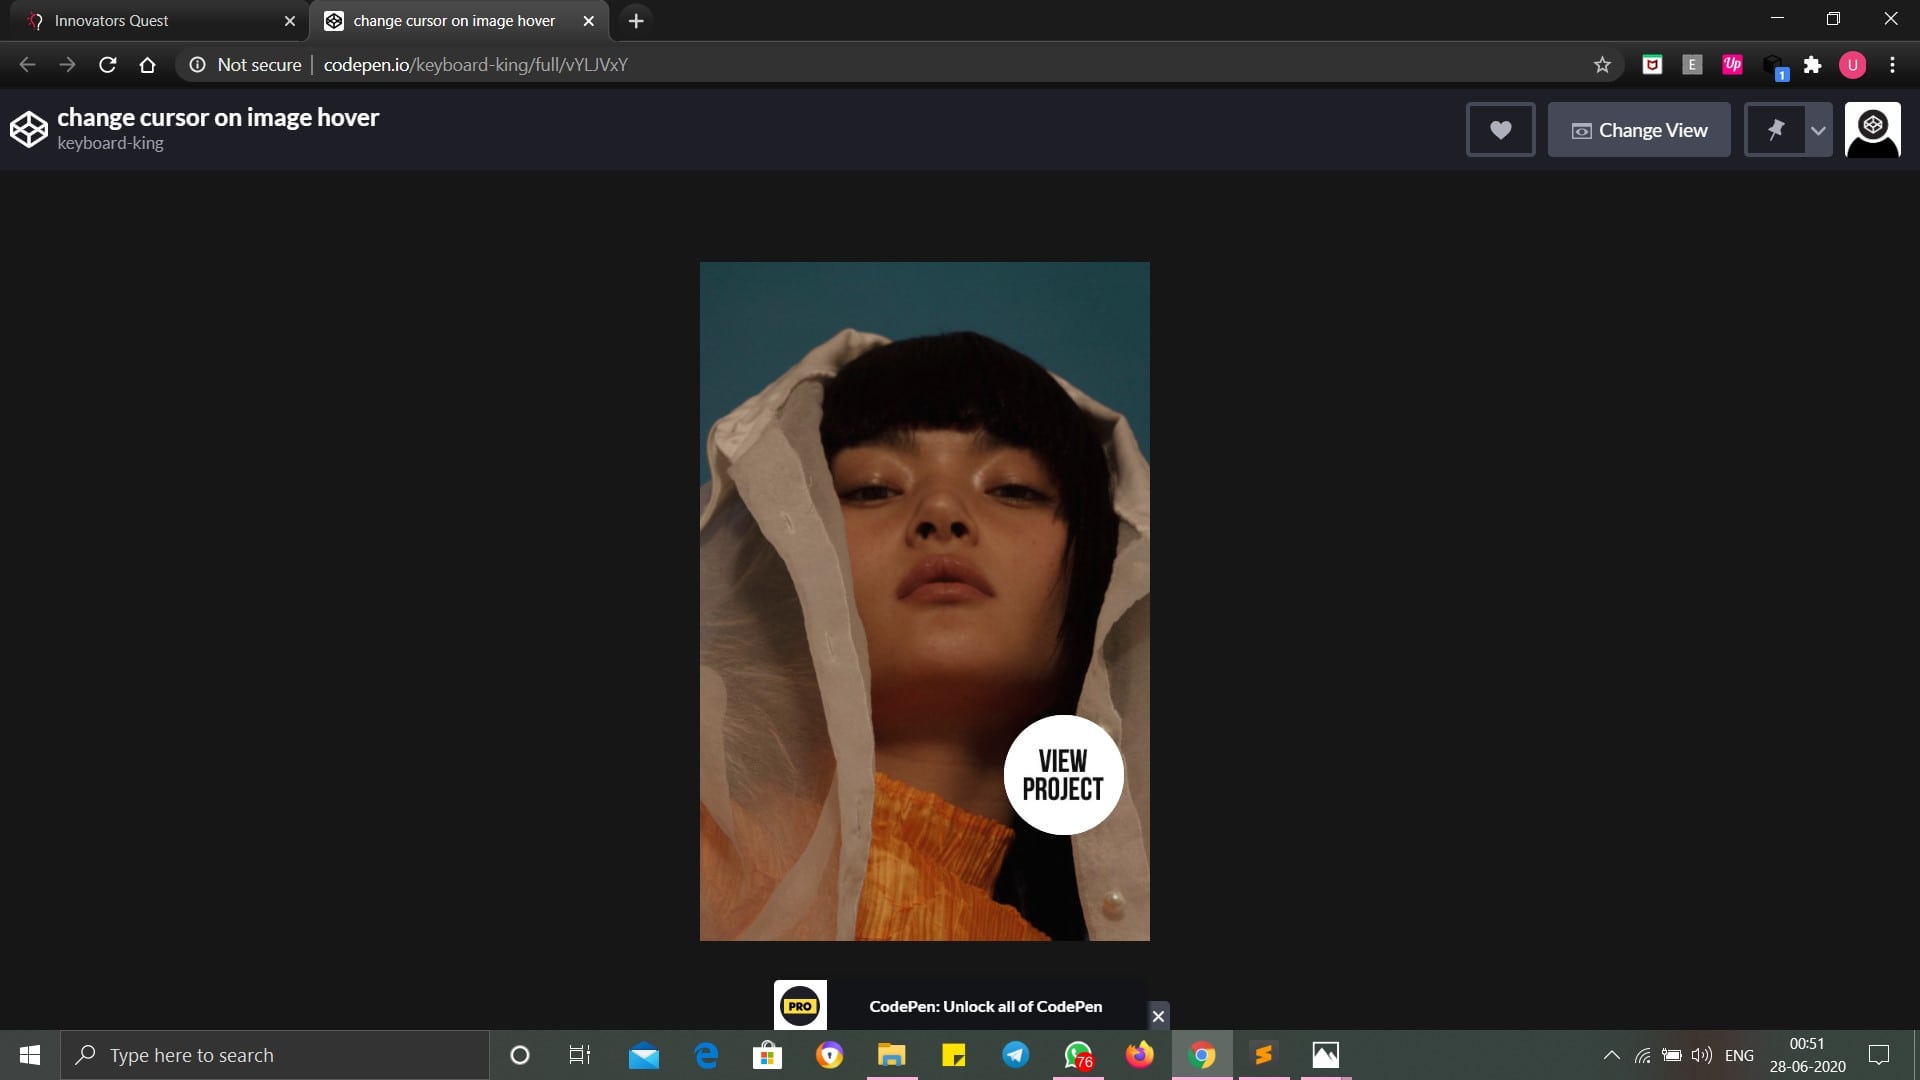 Innovators Quest
change cursor on image hover
Not secure
codepen.io/keyboard-king/full/vYLJVxY
E
Up
1
U
change cursor on image hover
keyboard-king
Change View
VIEW
PROJECT
PRO
CodePen: Unlock all of CodePen
Type here to search
76
ENG
00:51
28-06-2020